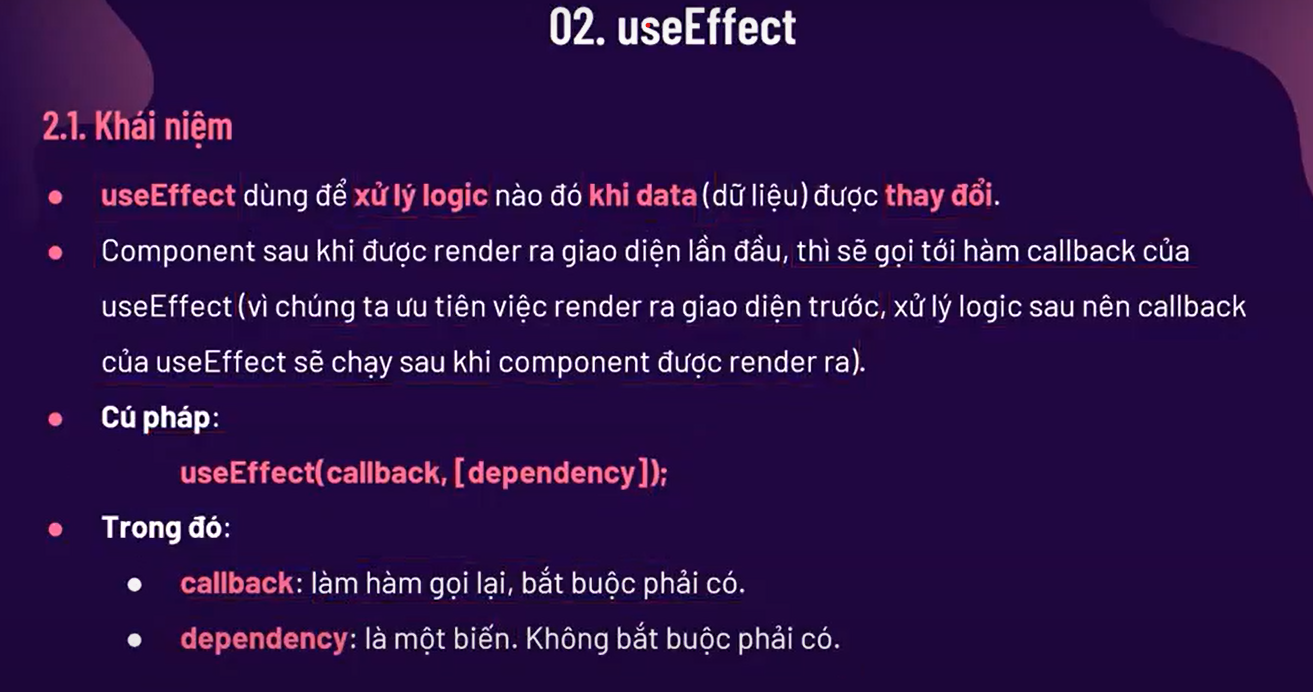 02. useEffect
2.1. Khái niệm
● useEffect dùng để xử lý logic nào đó khi data (dữ liệu) được thay đổi.
● Component sau khi được render ra giao diện lần đầu, thì sẽ gọi tới hàm callback của
useEffect (vì chúng ta ưu tiên việc render ra giao diện trước, xử lý logic sau nên callback
của useEffect sẽ chạy sau khi component được render ra).
● Cú pháp:
useEffect(callback, [dependency]);
● Trong đó:
● callback: làm hàm gọi lại, bắt buộc phải có.
● dependency: là một biến. Không bắt buộc phải có.